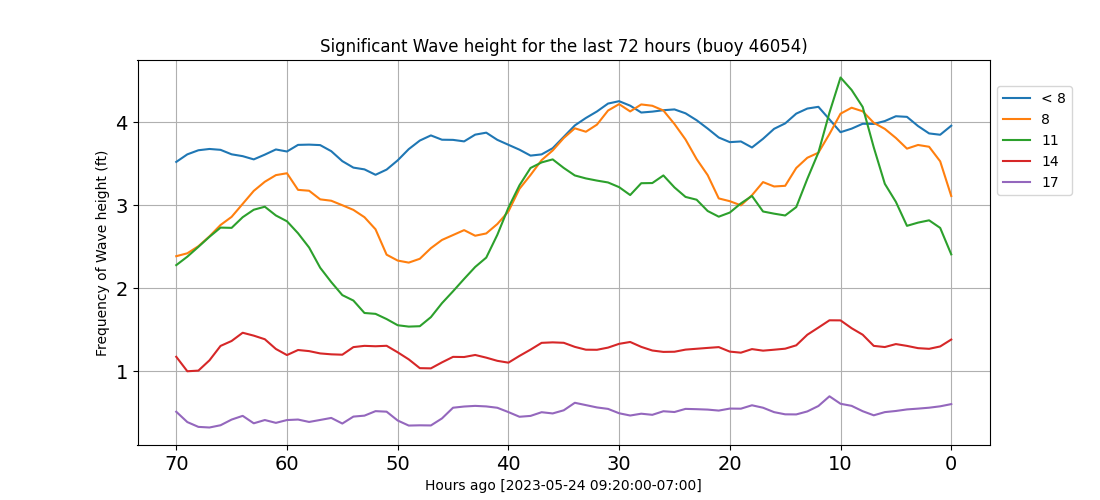 Significant Wave height for the last 72 hours (buoy 46054)
Frequency of Wave height (ft)
4
3
2
1
70 60 50 40 30 20 10 0
Hours ago [2023-05-24 09:20:00-07:00]
< 8
8
11
14
17